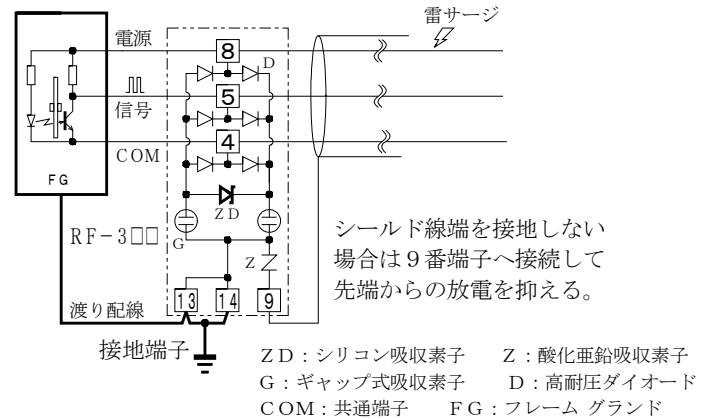 雷サージ
電源
8
D
信号
5
4
COM
FG
ZD
RF-3□□
G
シールド線端を接地しない
場合は9番端子へ接続して
先端からの放電を抑える。
Z
13 14 9
渡り配線
接地端子
ZD:シリコン吸収素子 Z:酸化亜鉛吸収素子
G:ギャップ式吸収素子 D:高耐圧ダイオード
COM:共通端子 FG:フレーム グランド